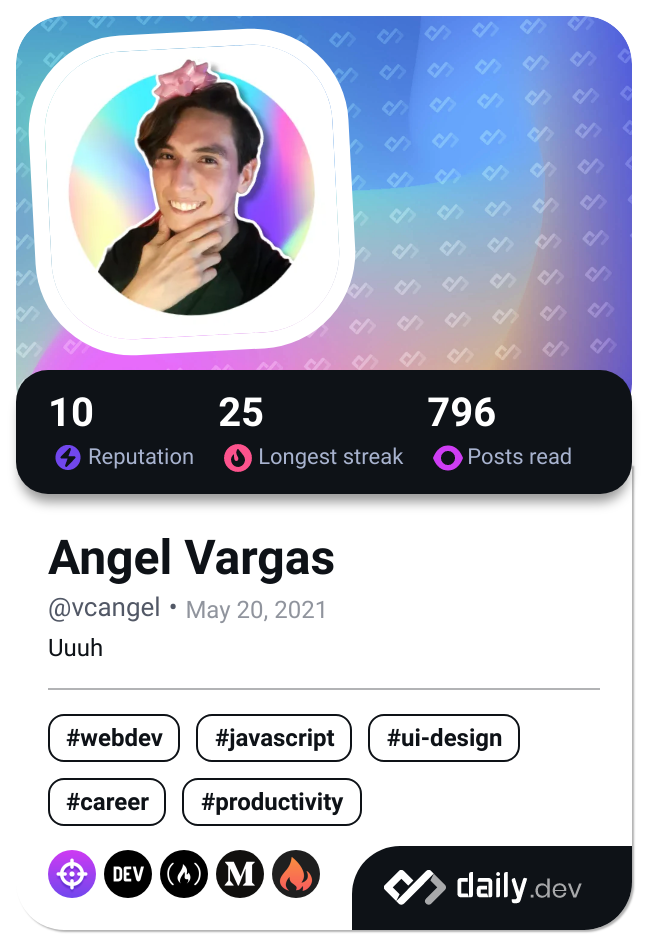 10 25 796
Reputation Longest streak Posts read
Angel Vargas
@vcangel • May 20, 2021
Uuuh
#webdev #javascript #ui-design
#career #productivity
DEV M daily.dev